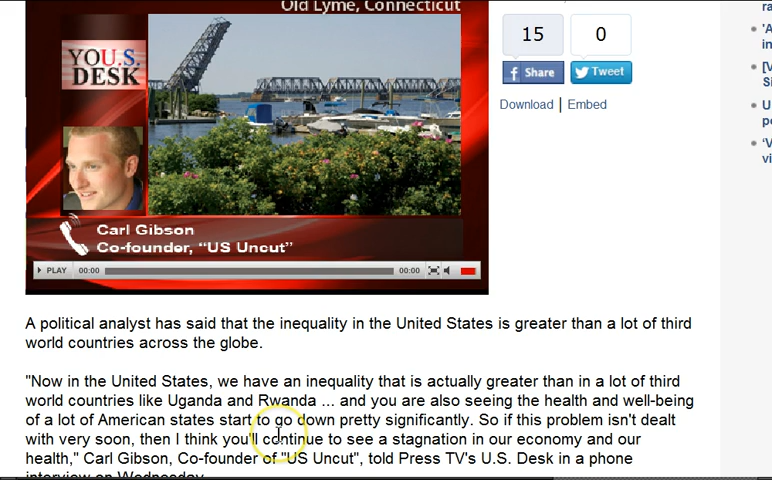 Old Lyme, Connecticut
YOU.S.
DESK
Carl Gibson
Co-founder, “US Uncut”
PLAY 00:00 00:00
15 0
Share Tweet
Download | Embed
'A
in
[V
Si
U
‘V
vi
A political analyst has said that the inequality in the United States is greater than a lot of third
world countries across the globe.
"Now in the United States, we have an inequality that is actually greater than in a lot of third
world countries like Uganda and Rwanda ... and you are also seeing the health and well-being
of a lot of American states start to go down pretty significantly. So if this problem isn't dealt
with very soon, then I think you'll continue to see a stagnation in our economy and our
health," Carl Gibson, Co-founder of "US Uncut", told Press TV's U.S. Desk in a phone
interview on Wednesday.